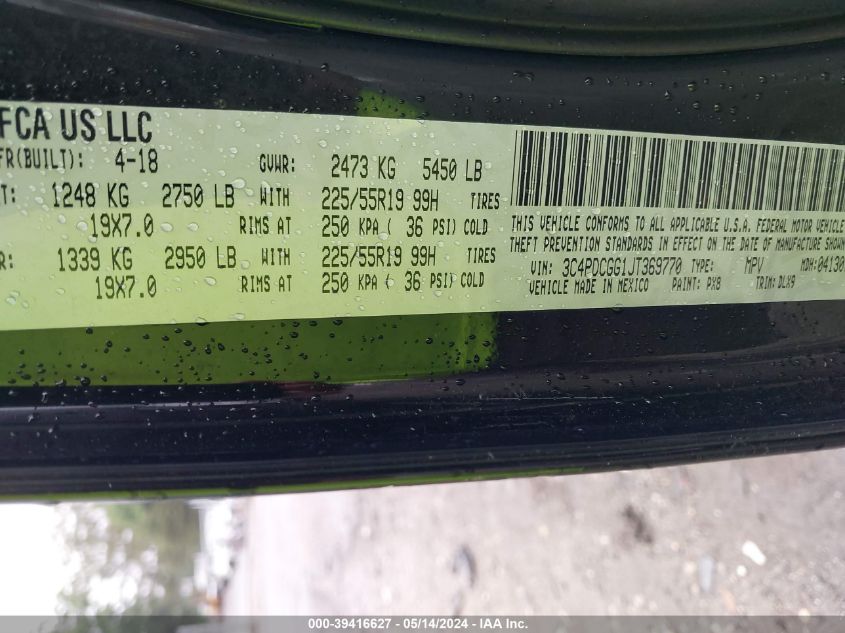 FCA US LLC
FR(BUILT): 4-18 GVWR: 2473 KG 5450 LB
T: 1248 KG 2750 LB WITH 225/55R19 99H TIRES
19X7.0 RIMS AT 250 KPA ( 36 PSI) COLD
R: 1339 KG 2950 LB WITH 225/55R19 99H TIRES
19X7.0 RIMS AT 250 KPA ( 36 PSI) COLD
THIS VEHICLE CONFORMS TO ALL APPLICABLE U.S.A. FEDERAL MOTOR VEHICLE
THEFT PREVENTION STANDARDS IN EFFECT ON THE DATE OF MANUFACTURE SHOWN
VIN: 3C4PDCGG1JT369770 TYPE: MPV MDH:04130
VEHICLE MADE IN MEXICO PAINT: PX8 TRIM: DLX9
000-39416627 - 05/14/2024 - IAA Inc.